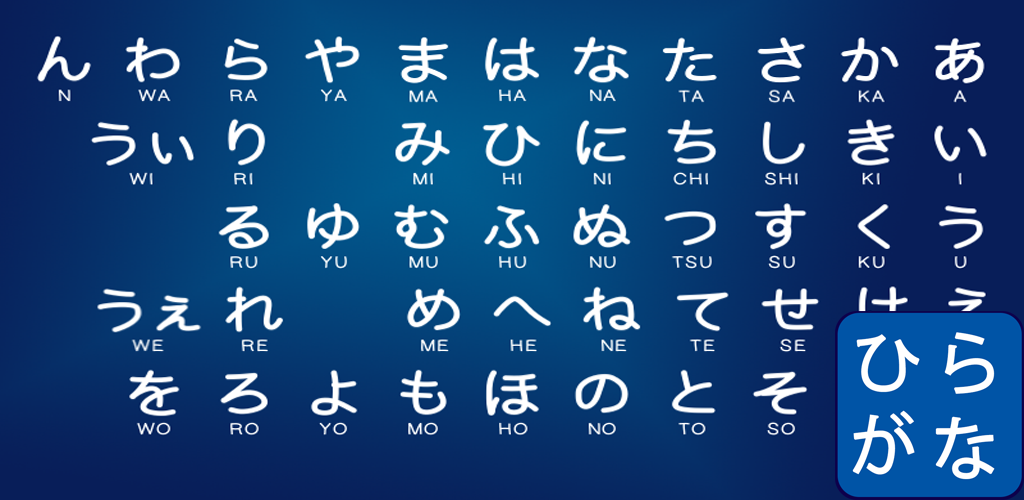 ん わ ら や ま は な た さ か あ
N WA RA YA MA HA NA TA SA KA A
うぃ り み ひ に ち し き い
WI RI MI HI NI CHI SHI KI I
る ゆ む ふ ぬ つ す く う
RU YU MU HU NU TSU SU KU U
うぇ れ め へ ね て せ
WE RE ME HE NE TE SE
を ろ よ も ほ の と そ
WO RO YO MO HO NO TO SO
ひら
がな